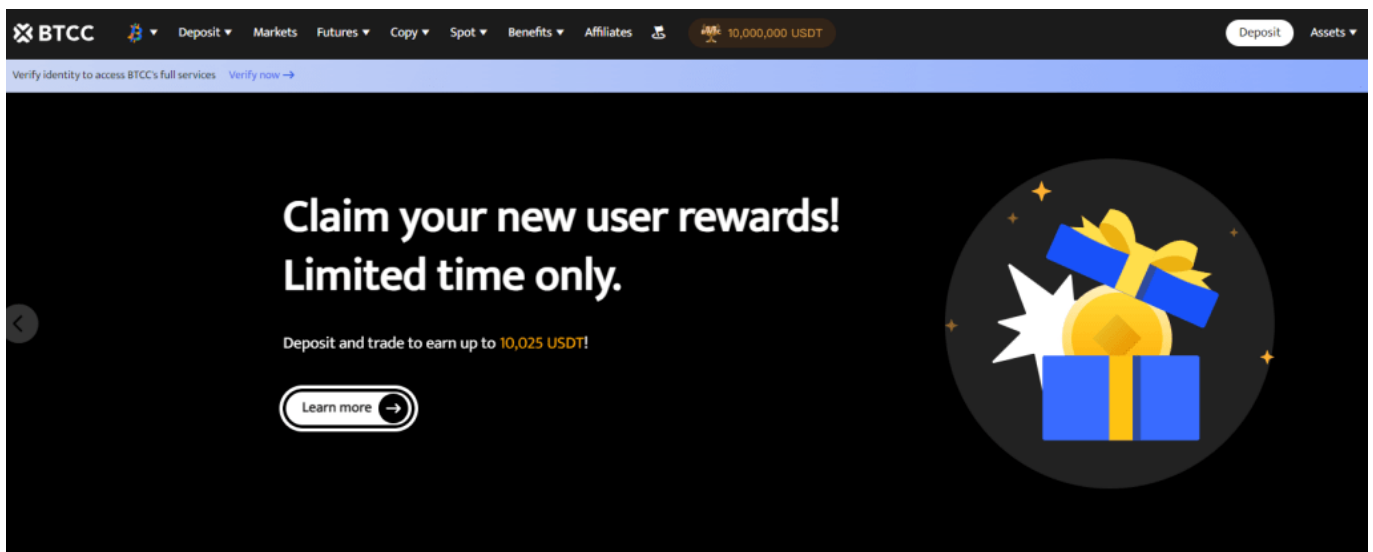 BTCC Deposit Markets Futures Copy Spot Benefits Affiliates 10,000,000 USDT Deposit Assets
Verify identity to access BTCC's full services Verify now →
Claim your new user rewards!
Limited time only.
Deposit and trade to earn up to 10,025 USDT!
Learn more →